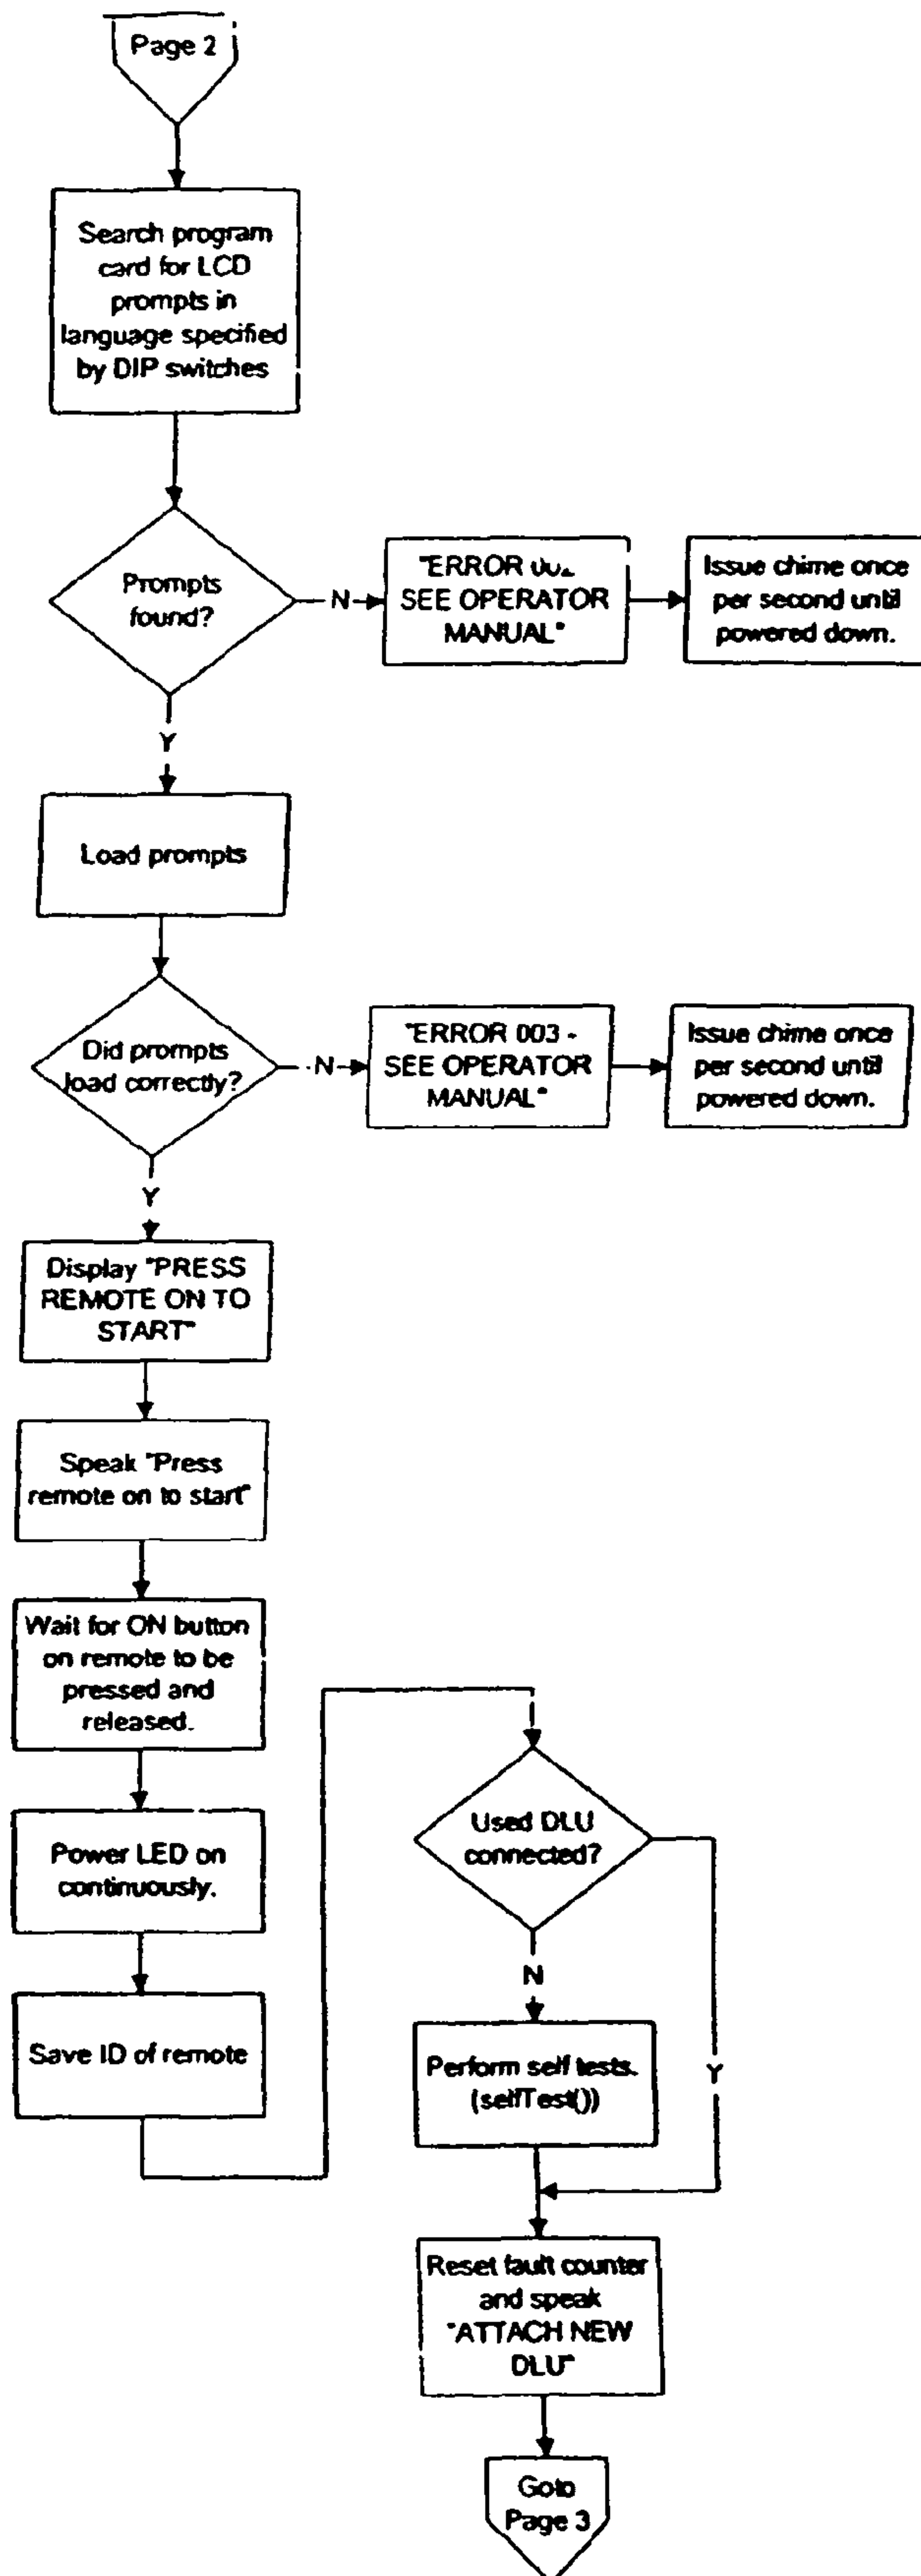 Page 2
Search program
card for LCD
prompts in
language specified
by DIP switches
Prompts
found?
N
"ERROR
SEE OPERATOR
MANUAL"
Issue chime once
per second until
powered down.
Y
Load prompts
Did prompts
load correctly?
N
"ERROR 003 -
SEE OPERATOR
MANUAL"
Issue chime once
per second until
powered down.
Y
Display "PRESS
REMOTE ON TO
START"
Speak "Press
remote on to start"
Wait for ON button
on remote to be
pressed and
released.
Power LED on
continuously.
Save ID of remote
Used DLU
connected?
N
Y
Perform self tests.
(selfTest())
Reset fault counter
and speak
"ATTACH NEW
DLU"
Goto
Page 3